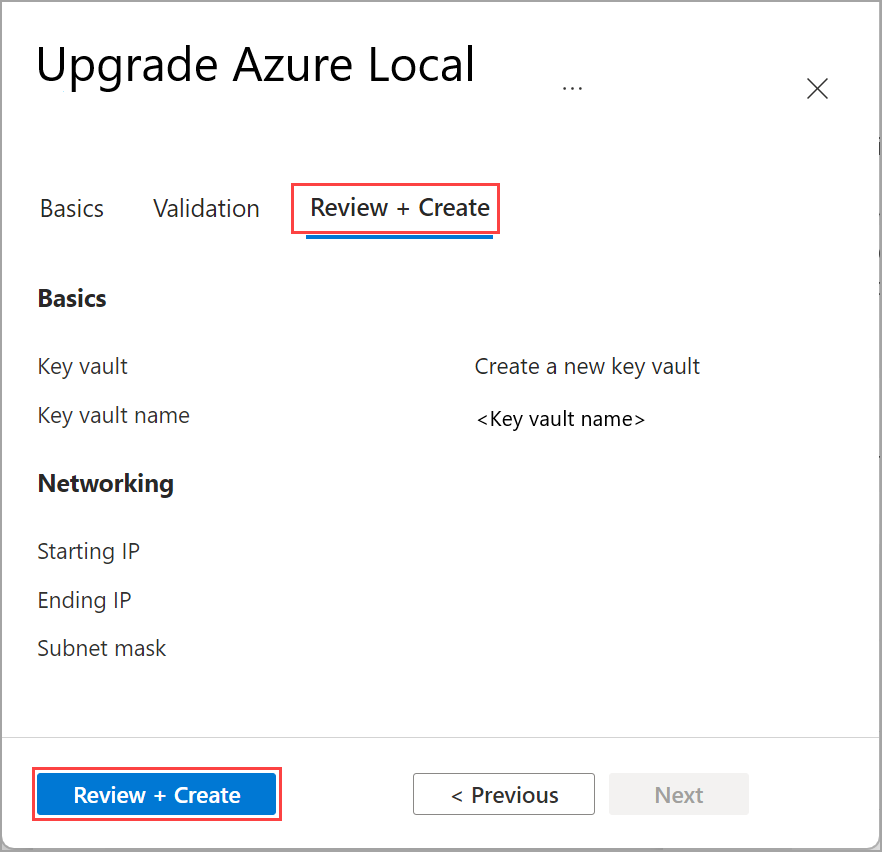 Upgrade Azure Local
...
Basics Validation Review + Create
Basics
Key vault Create a new key vault
Key vault name <Key vault name>
Networking
Starting IP
Ending IP
Subnet mask
Review + Create < Previous Next